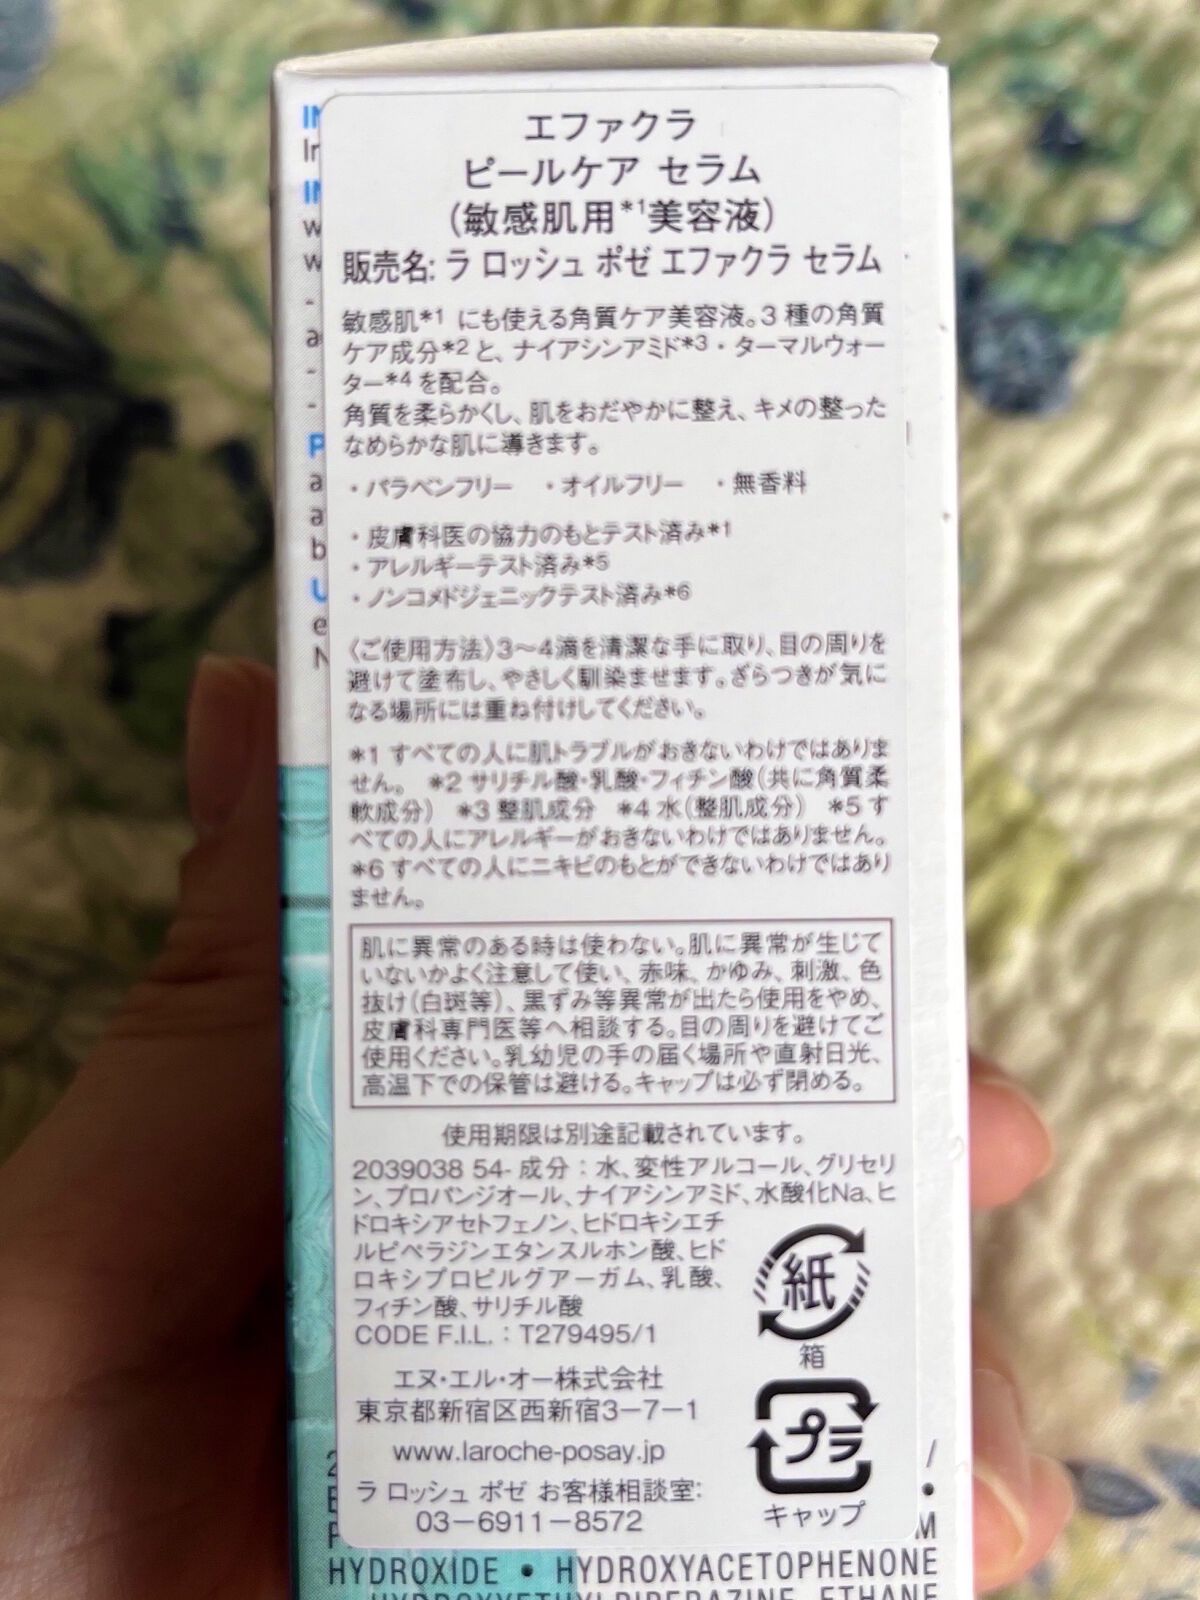 エファクラ
ピールケア セラム
(敏感肌用*1美容液)
販売名: ラ ロッシュ ポゼ エファクラ セラム
敏感肌*1 にも使える角質ケア美容液。3 種の角質
ケア成分*2 と、ナイアシンアミド*3・ターマルウォー
ター*4 を配合。
角質を柔らかくし、肌をおだやかに整え、キメの整った
なめらかな肌に導きます。
・パラベンフリー ・オイルフリー ・無香料
・皮膚科医の協力のもとテスト済み*1
・アレルギーテスト済み*5
・ノンコメドジェニックテスト済み*6
〈ご使用方法〉3〜4滴を清潔な手に取り、目の周りを
避けて塗布し、やさしく馴染ませます。ざらつきが気に
なる場所には重ね付けしてください。
*1 すべての人に肌トラブルがおきないわけではありま
せん。 *2 サリチル酸・乳酸・フィチン酸(共に角質柔
軟成分) *3 整肌成分 *4 水(整肌成分) *5 す
べての人にアレルギーがおきないわけではありません。
*6 すべての人にニキビのもとができないわけではあり
ません。
肌に異常のある時は使わない。肌に異常が生じて
いないかよく注意して使い、赤味、かゆみ、刺激、色
抜け(白斑等)、黒ずみ等異常が出たら使用をやめ、
皮膚科専門医等へ相談する。目の周りを避けてご
使用ください。乳幼児の手の届く場所や直射日光、
高温下での保管は避ける。キャップは必ず閉める。
使用期限は別途記載されています。
2039038 54- 成分：水、変性アルコール、グリセリ
ン、プロパンジオール、ナイアシンアミド、水酸化Na、ヒ
ドロキシアセトフェノン、ヒドロキシエチ
ルピペラジンエタンスルホン酸、ヒド
ロキシプロピルグアーガム、乳酸、
フィチン酸、サリチル酸
CODE F.I.L.：T279495/1
紙
箱
エヌ・エル・オー株式会社
東京都新宿区西新宿3−7−1
www.laroche-posay.jp
ラ ロッシュ ポゼ お客様相談室:
03−6911−8572
プラ
キャップ
HYDROXIDE • HYDROXYACETOPHENONE
HYDROXYETHYLPIPERAZINE ETHANE